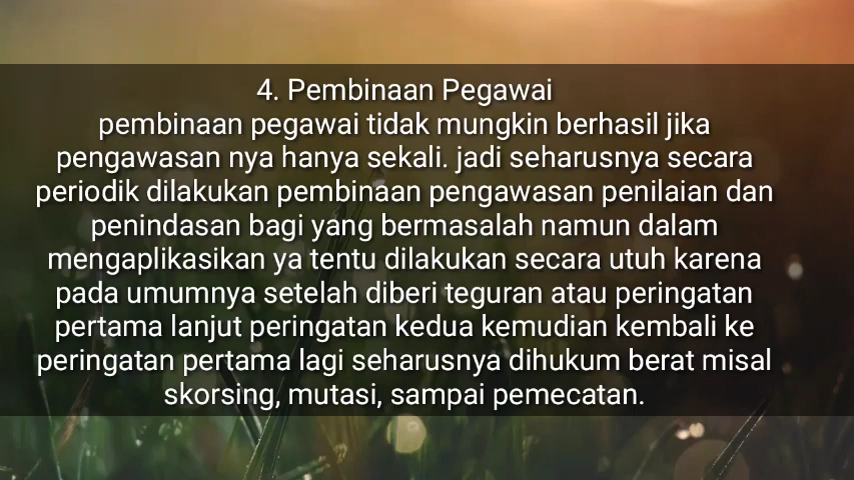 4. Pembinaan Pegawai
pembinaan pegawai tidak mungkin berhasil jika
pengawasan nya hanya sekali. jadi seharusnya secara
periodik dilakukan pembinaan pengawasan penilaian dan
penindasan bagi yang bermasalah namun dalam
mengaplikasikan ya tentu dilakukan secara utuh karena
pada umumnya setelah diberi teguran atau peringatan
pertama lanjut peringatan kedua kemudian kembali ke
peringatan pertama lagi seharusnya dihukum berat misal
skorsing, mutasi, sampai pemecatan.